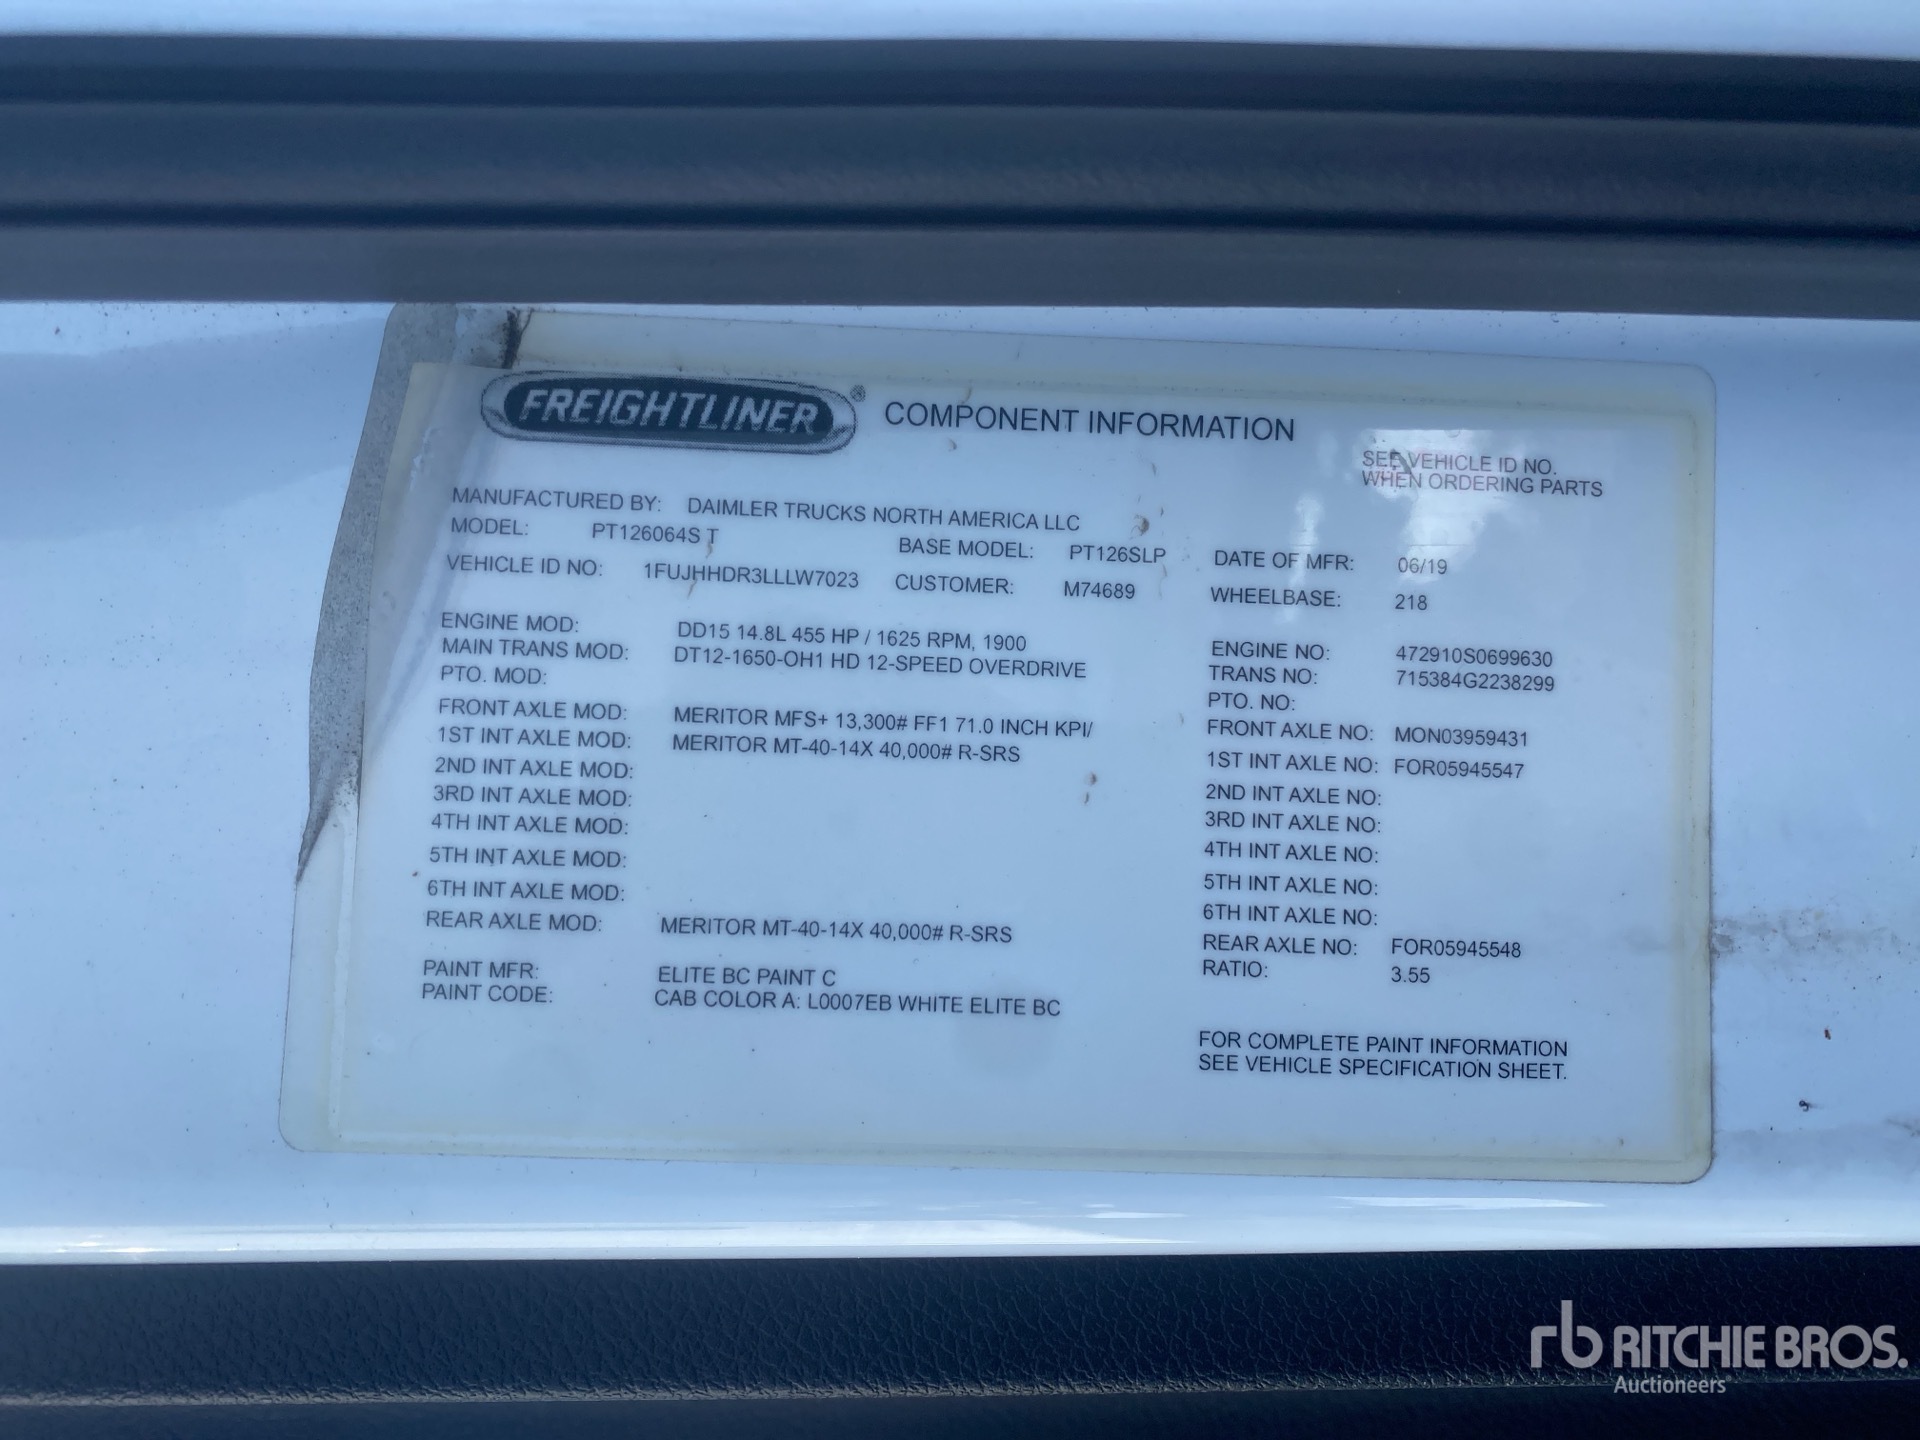 FREIGHTLINER ® COMPONENT INFORMATION
SEE VEHICLE ID NO.
WHEN ORDERING PARTS
MANUFACTURED BY: DAIMLER TRUCKS NORTH AMERICA LLC
MODEL: PT126064S T BASE MODEL: PT126SLP DATE OF MFR: 06/19
VEHICLE ID NO: 1FUJHHDR3LLLW7023 CUSTOMER: M74689 WHEELBASE: 218
ENGINE MOD: DD15 14.8L 455 HP / 1625 RPM, 1900 ENGINE NO: 472910S0699630
MAIN TRANS MOD: DT12-1650-OH1 HD 12-SPEED OVERDRIVE TRANS NO: 715384G2238299
PTO. MOD: PTO. NO:
FRONT AXLE MOD: MERITOR MFS+ 13,300# FF1 71.0 INCH KPI/ FRONT AXLE NO: MON03959431
1ST INT AXLE MOD: MERITOR MT-40-14X 40,000# R-SRS 1ST INT AXLE NO: FOR05945547
2ND INT AXLE MOD: 2ND INT AXLE NO:
3RD INT AXLE MOD: 3RD INT AXLE NO:
4TH INT AXLE MOD: 4TH INT AXLE NO:
5TH INT AXLE MOD: 5TH INT AXLE NO:
6TH INT AXLE MOD: 6TH INT AXLE NO:
REAR AXLE MOD: MERITOR MT-40-14X 40,000# R-SRS REAR AXLE NO: FOR05945548
RATIO: 3.55
PAINT MFR: ELITE BC PAINT C
PAINT CODE: CAB COLOR A: L0007EB WHITE ELITE BC
FOR COMPLETE PAINT INFORMATION
SEE VEHICLE SPECIFICATION SHEET.
rb RITCHIE BROS.
Auctioneers